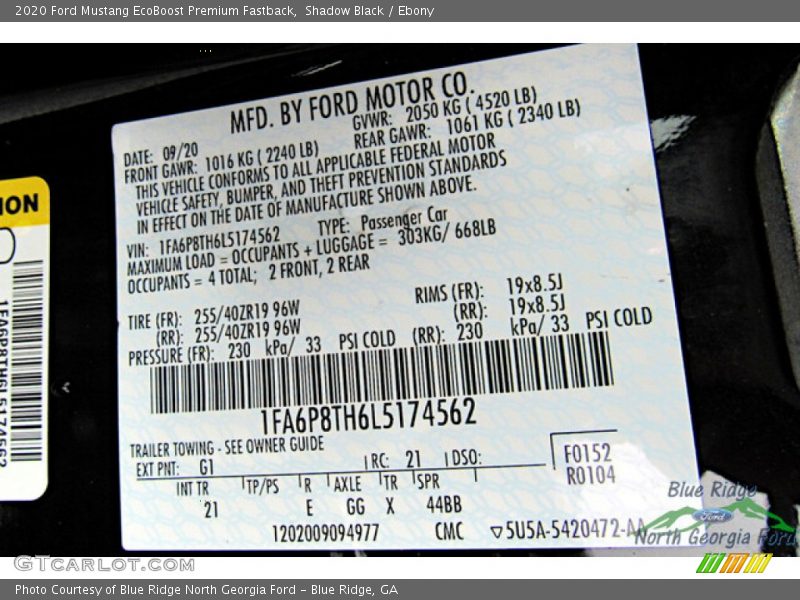 2020 Ford Mustang EcoBoost Premium Fastback,  Shadow Black / Ebony
MFD. BY FORD MOTOR CO.
DATE: 09/20
GVWR: 2050 KG ( 4520 LB)
FRONT GAWR: 1016 KG ( 2240 LB)
REAR GAWR: 1061 KG ( 2340 LB)
THIS VEHICLE CONFORMS TO ALL APPLICABLE FEDERAL MOTOR
VEHICLE SAFETY, BUMPER, AND THEFT PREVENTION STANDARDS
IN EFFECT ON THE DATE OF MANUFACTURE SHOWN ABOVE.
VIN: 1FA6P8TH6L5174562
TYPE: Passenger Car
MAXIMUM LOAD = OCCUPANTS + LUGGAGE = 303KG/ 668LB
OCCUPANTS = 4 TOTAL; 2 FRONT, 2 REAR
TIRE (FR): 255/40ZR19 96W
RIMS (FR): 19x8.5J
(RR): 255/40ZR19 96W
(RR): 19x8.5J
PRESSURE (FR): 230 kPa/ 33 PSI COLD (RR): 230 kPa/ 33 PSI COLD
1FA6P8TH6L5174562
TRAILER TOWING - SEE OWNER GUIDE
EXT PNT: G1
RC: 21
DSO:
F0152
R0104
INT TR
TP/PS
R
AXLE
TR
SPR
21
E
GG
X
44BB
1202009094977
CMC
▽5U5A-5420472-AA
ION
1FA6P8TH6L5174562
Blue Ridge
Ford
North Georgia Ford
GTCarLot.com
Photo Courtesy of Blue Ridge North Georgia Ford – Blue Ridge, GA